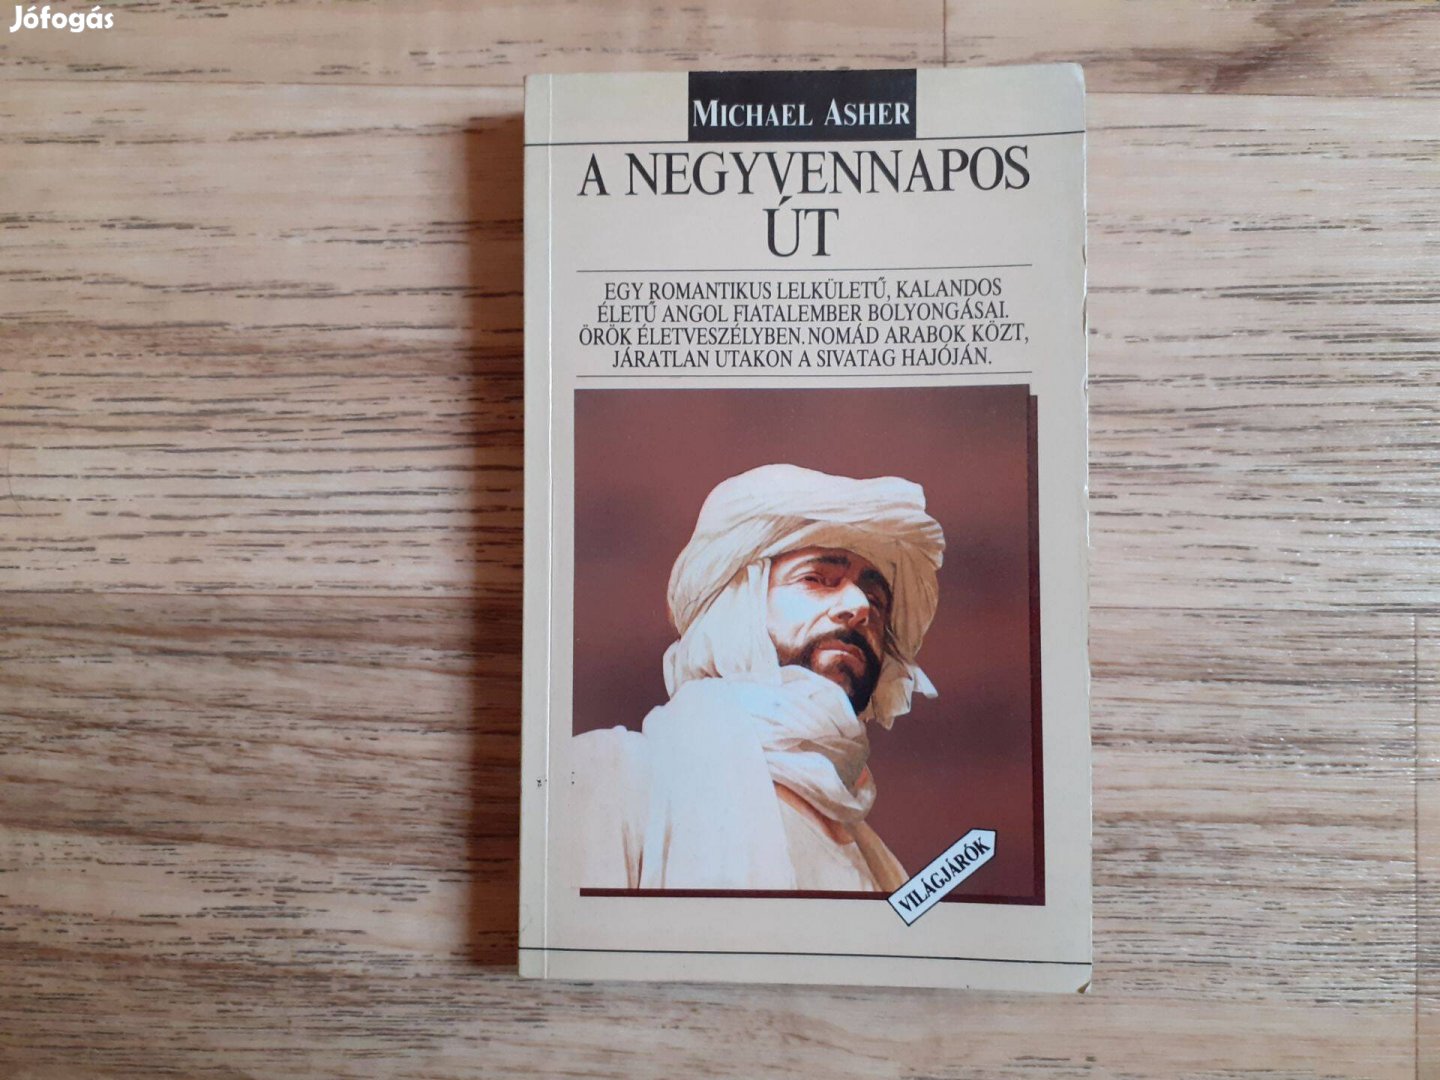 Jófogás
MICHAEL ASHER
A NEGYVENNAPOS
ÚT
EGY ROMANTIKUS LELKÜLETŰ, KALANDOS
ÉLETŰ ANGOL FIATALEMBER BOLYONGÁSAI.
ÖRÖK ÉLETVESZÉLYBEN. NOMÁD ARABOK KÖZT,
JÁRATLAN UTAKON A SIVATAG HAJÓJÁN.
VILÁGJÁRÓK